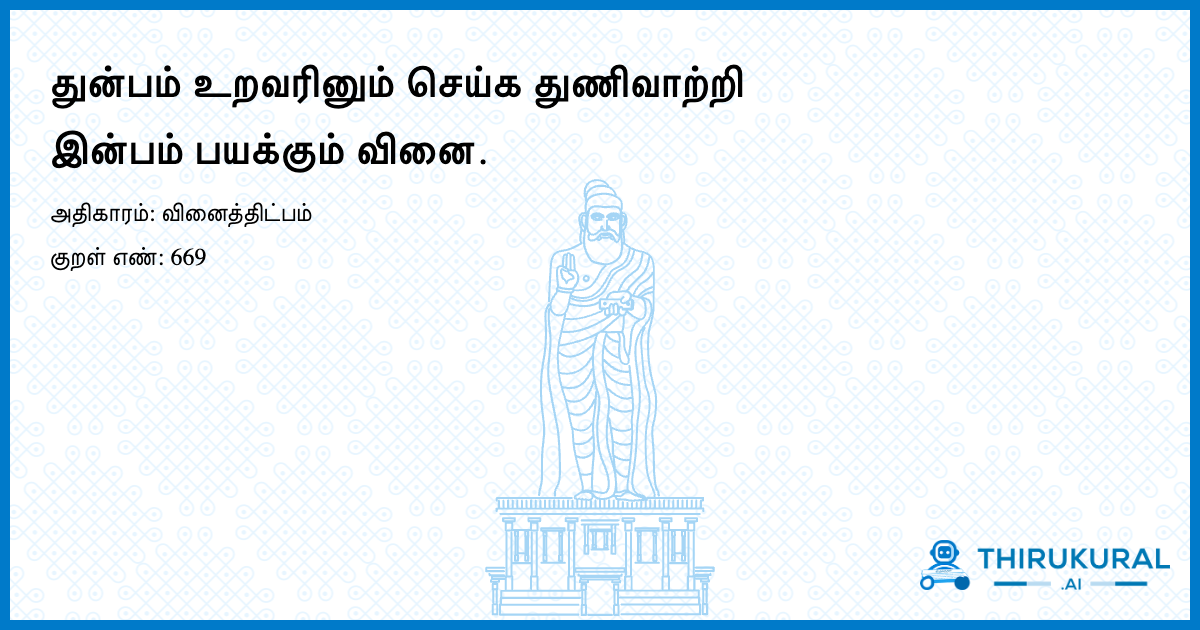 துன்பம் உறவரினும் செய்க துணிவாற்றி
இன்பம் பயக்கும் வினை.
அதிகாரம்: வினைத்திட்பம்
குறள் எண்: 669
THIRUKURAL
.AI